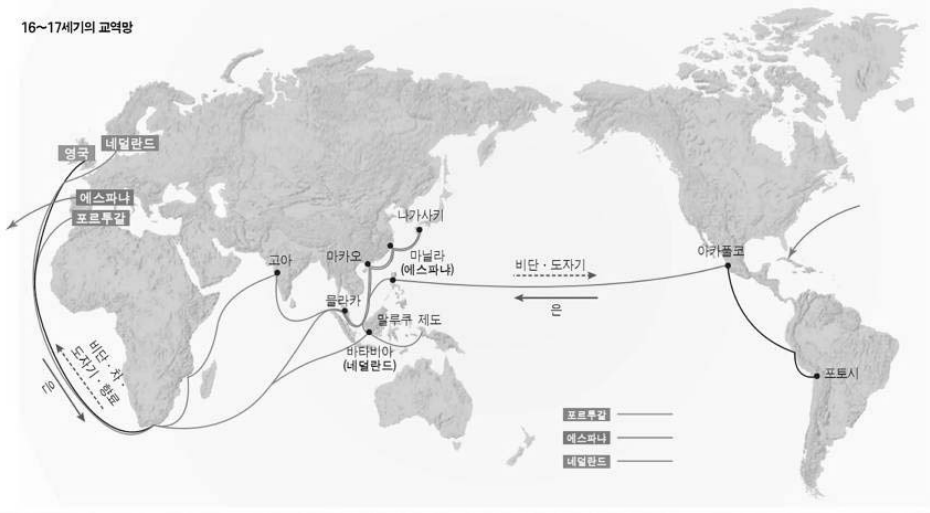 16~17세기의 교역망
네덜란드
영국
에스파냐
포르투갈
나가사키
고아
마카오
마닐라
(에스파냐)
비단·도자기
은
아카풀코
믈라카
말루쿠 제도
바타비아
(네덜란드)
비단·차
도자기·향료
은
포토시
포르투갈
에스파냐
네덜란드